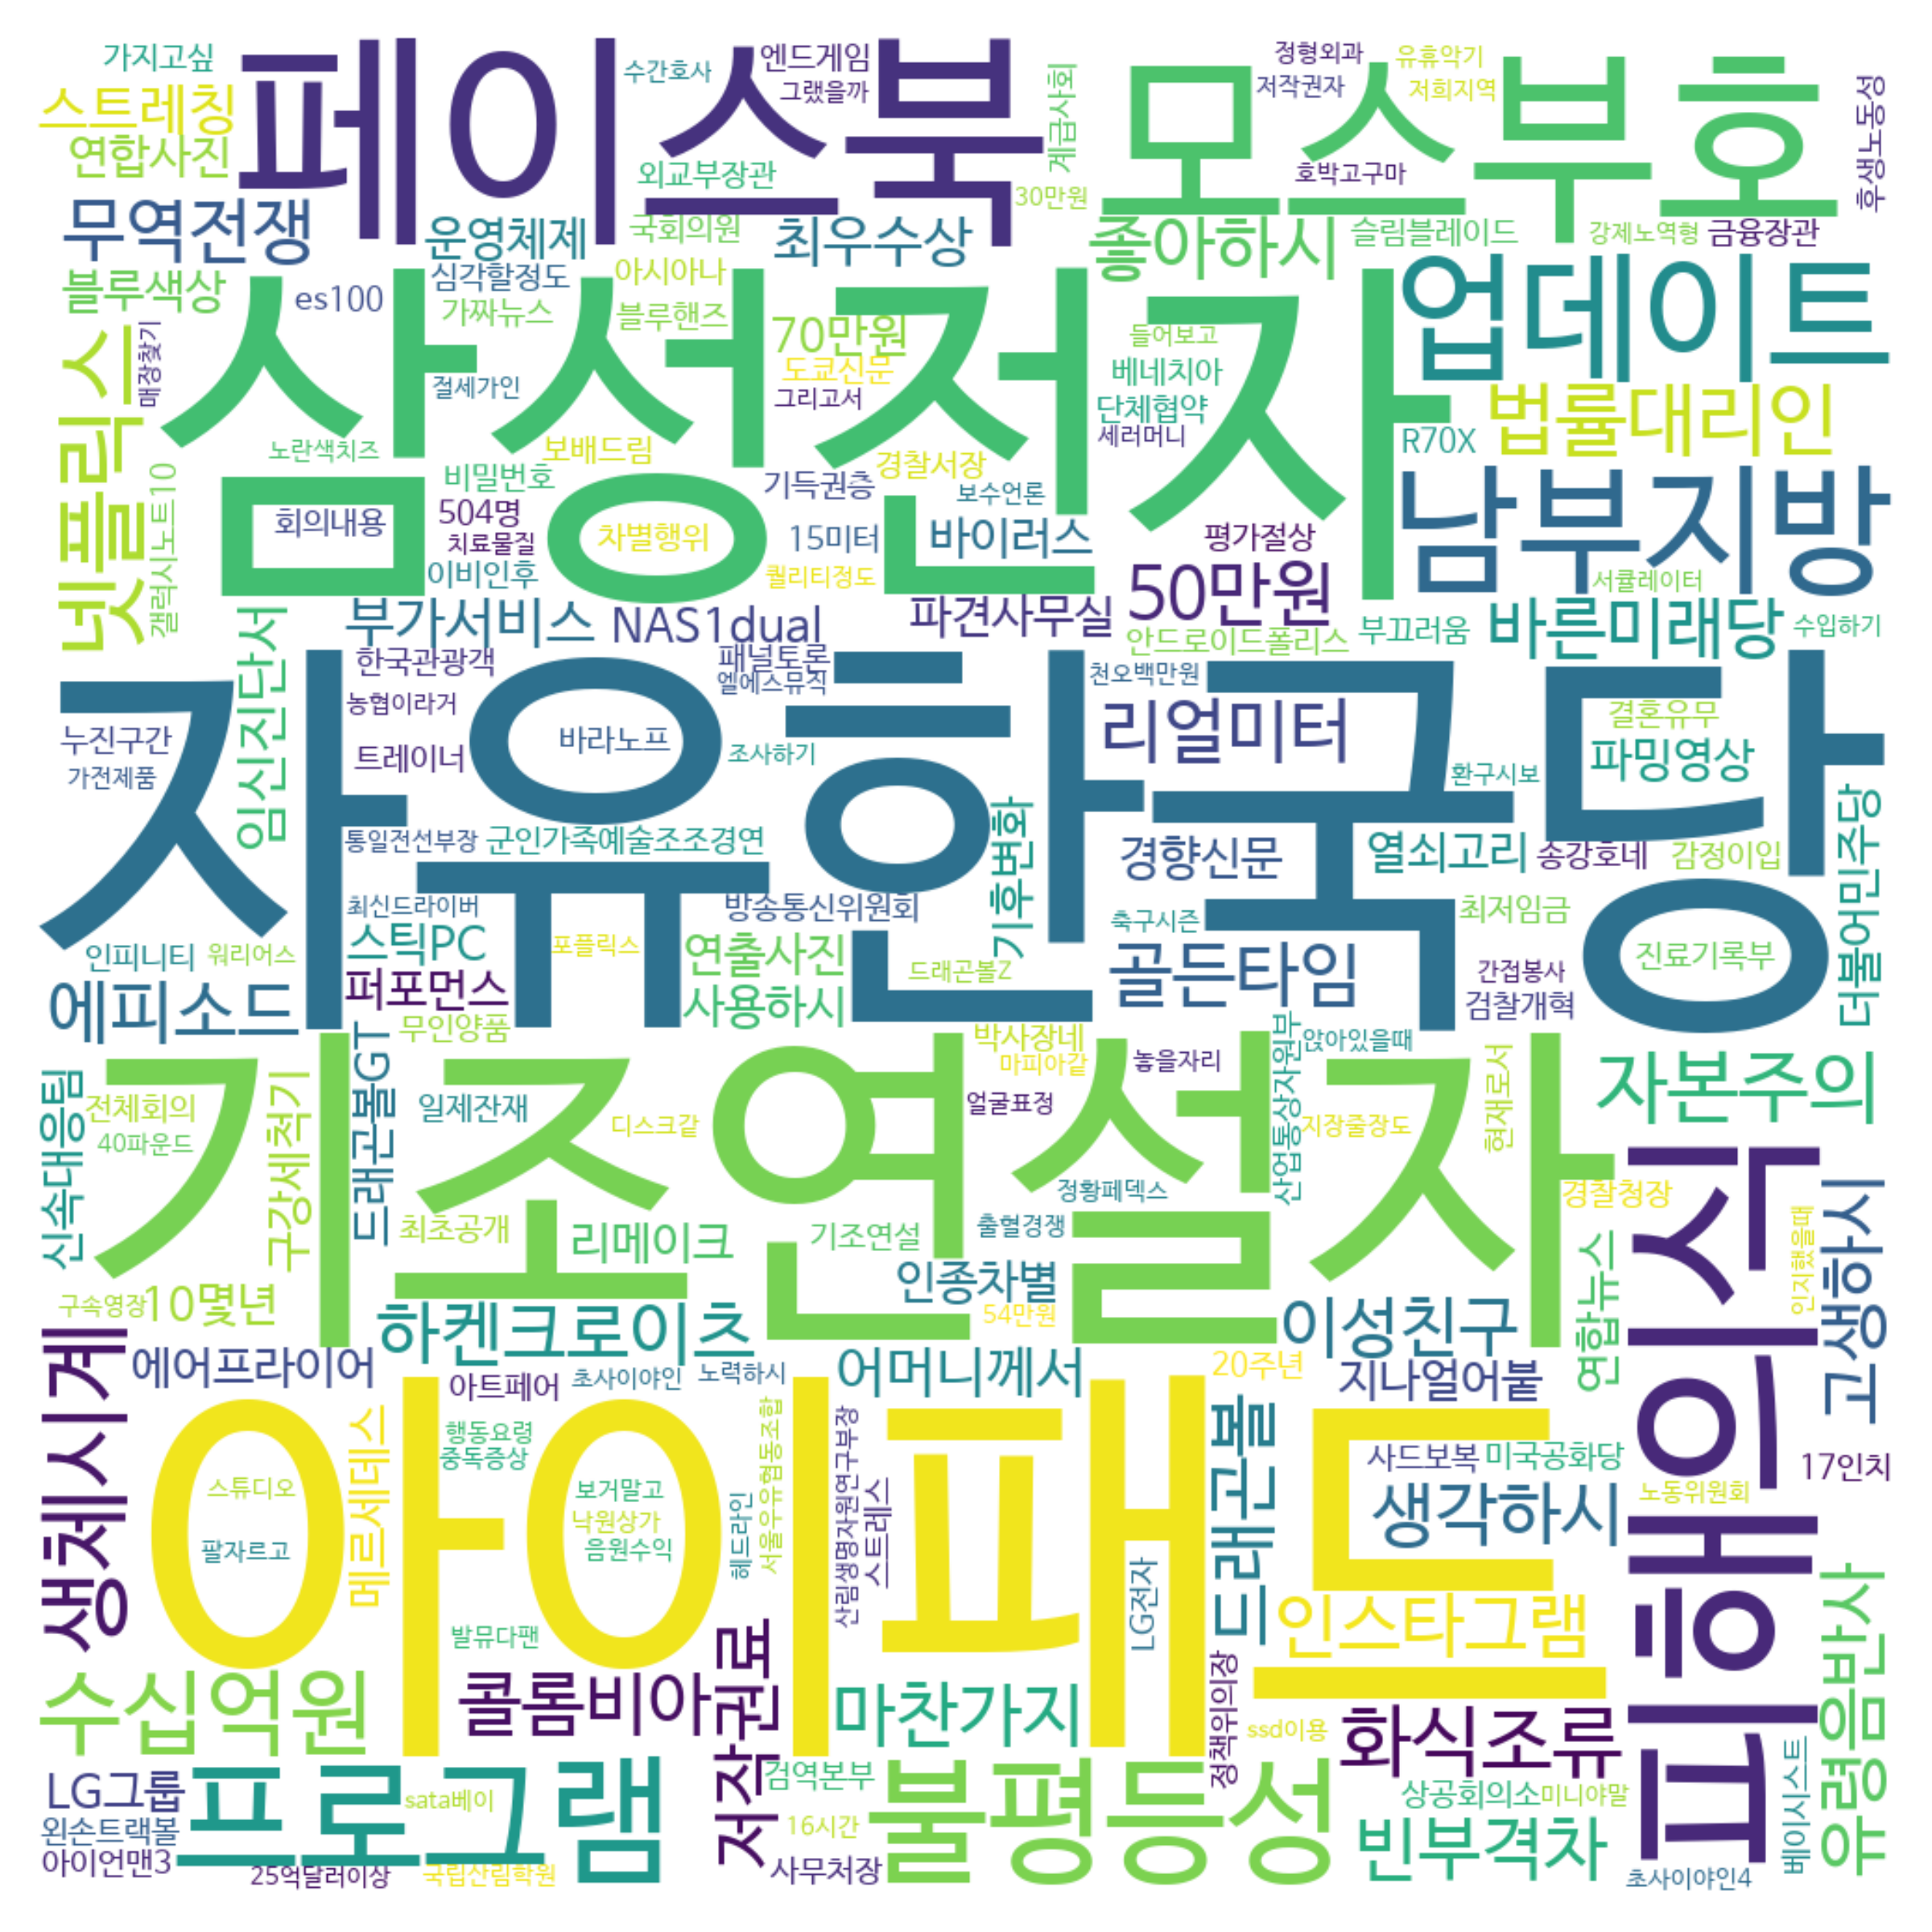 가지고싶
페이스북
수간호사
엔드게임
그랬을까
계급사회
정형외과
유휴악기
저작권자
저희지역
모스부호
후생노동성
스트레칭
연합사진
외교부장관
호박고구마
30만원
무역전쟁
운영체제
국회의원
최우수상
좋아하시
슬림블레이드
강제노역형
금융장관
블루색상
es100
심각할정도
아시아나
가짜뉴스
블루핸즈
삼성전자
70만원
업데이트
넷플릭스
매장찾기
절세가인
도쿄신문
그리고서
들어보고
베네치아
단체협약
세러머니
R70X
법률대리인
노란색치즈
보배드림
비밀번호
갤럭시노트10
504명
치료물질
이비인후
회의내용
차별행위
기득권층
경찰서장
보수언론
15미터
바이러스
퀄리티정도
평가절상
남부지방
서큘레이터
임신진단서
부가서비스
NAS1dual
파견사무실
50만원
안드로이드폴리스
부끄러움
바른미래당
수입하기
한국관광객
패널토론
엘에스뮤직
천오백만원
농협이라거
자유한국당
누진구간
가전제품
트레이너
바라노프
조사하기
리얼미터
결혼유무
파밍영상
환구시보
통일전선부장
군인가족예술조조경연
기후변화
경향신문
열쇠고리
송강호네
감정이입
더불어민주당
최신드라이버
방송통신위원회
축구시즌
최저임금
인피니티
워리어스
스틱PC
포플릭스
연출사진
드래곤볼Z
골든타임
간접봉사
검찰개혁
진료기록부
에피소드
퍼포먼스
사용하시
무인양품
드래곤볼GT
박사장네
마피아같
놓을자리
산업통상자원부
앉아있을때
자본주의
신속대응팀
전체회의
40파운드
구강세척기
일제잔재
디스크같
얼굴표정
지장줄장도
현재로서
기조연설자
정황페덱스
경찰청장
최초공개
리메이크
기조연설
출혈경쟁
피해의식
고생하시
인지했을때
구속영장
10몇년
인종차별
54만원
하켄크로이츠
이성친구
연합뉴스
생체시계
에어프라이어
아트페어
초사이야인
노력하시
어머니께서
20주년
지나얼어붙
아이패드
메르세데스
행동요령
중독증상
스튜디오
팔자르고
보거말고
낙원상가
음원수익
헤드라인
서울우유협동조합
산림생명자원연구부장
스트레스
드래곤볼
사드보복
미국공화당
17인치
생각하시
노동위원회
LG전자
발뮤다팬
인스타그램
유령음반사
수십억원
콜롬비아
저작권료
마찬가지
정책위의장
ssd이용
화식조류
베이시스트
LG그룹
프로그램
sata베이
검역본부
불평등성
상공회의소
미니야말
왼손트랙볼
16시간
빈부격차
아이언맨3
25억달러이상
국립산림학원
사무처장
초사이야인4